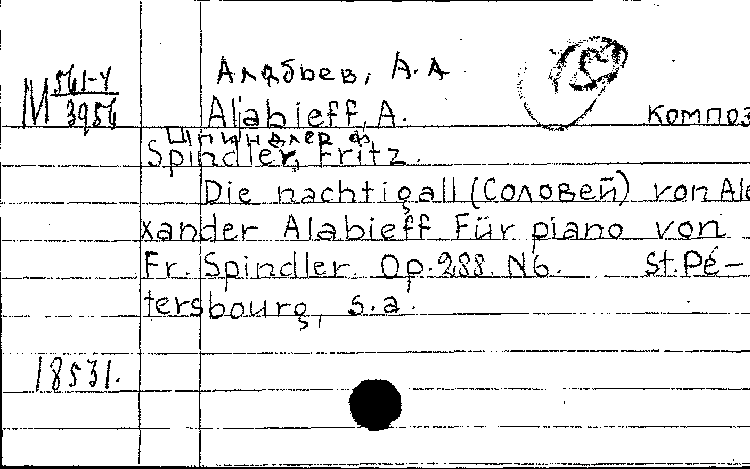 М 561-4/3956
Алябьев, А.А
Alabieff, A.
Композ
Шпиндлер Ф
Spindler, Fritz.
Die nachtigall (Соловей) von Ale
xander Alabieff Für piano von
Fr. Spindler. Op. 288. N6. St. Pé-
tersbourg, s.a.
18531.